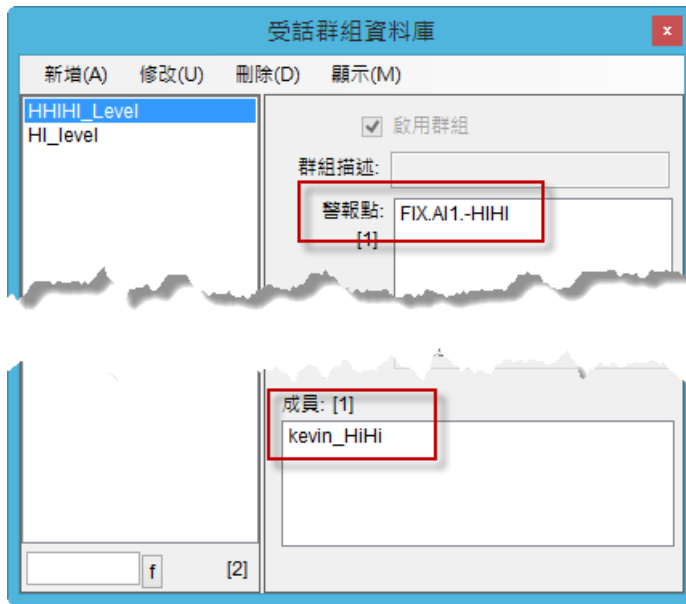 受話群組資料庫
x
新增(A) 修改(U) 刪除(D) 顯示(M)
HHIHI_Level
HI_level
啟用群組
群組描述:
警報點: FIX.AI1.-HIHI
[1]
成員: [1]
kevin_HiHi
f [2]